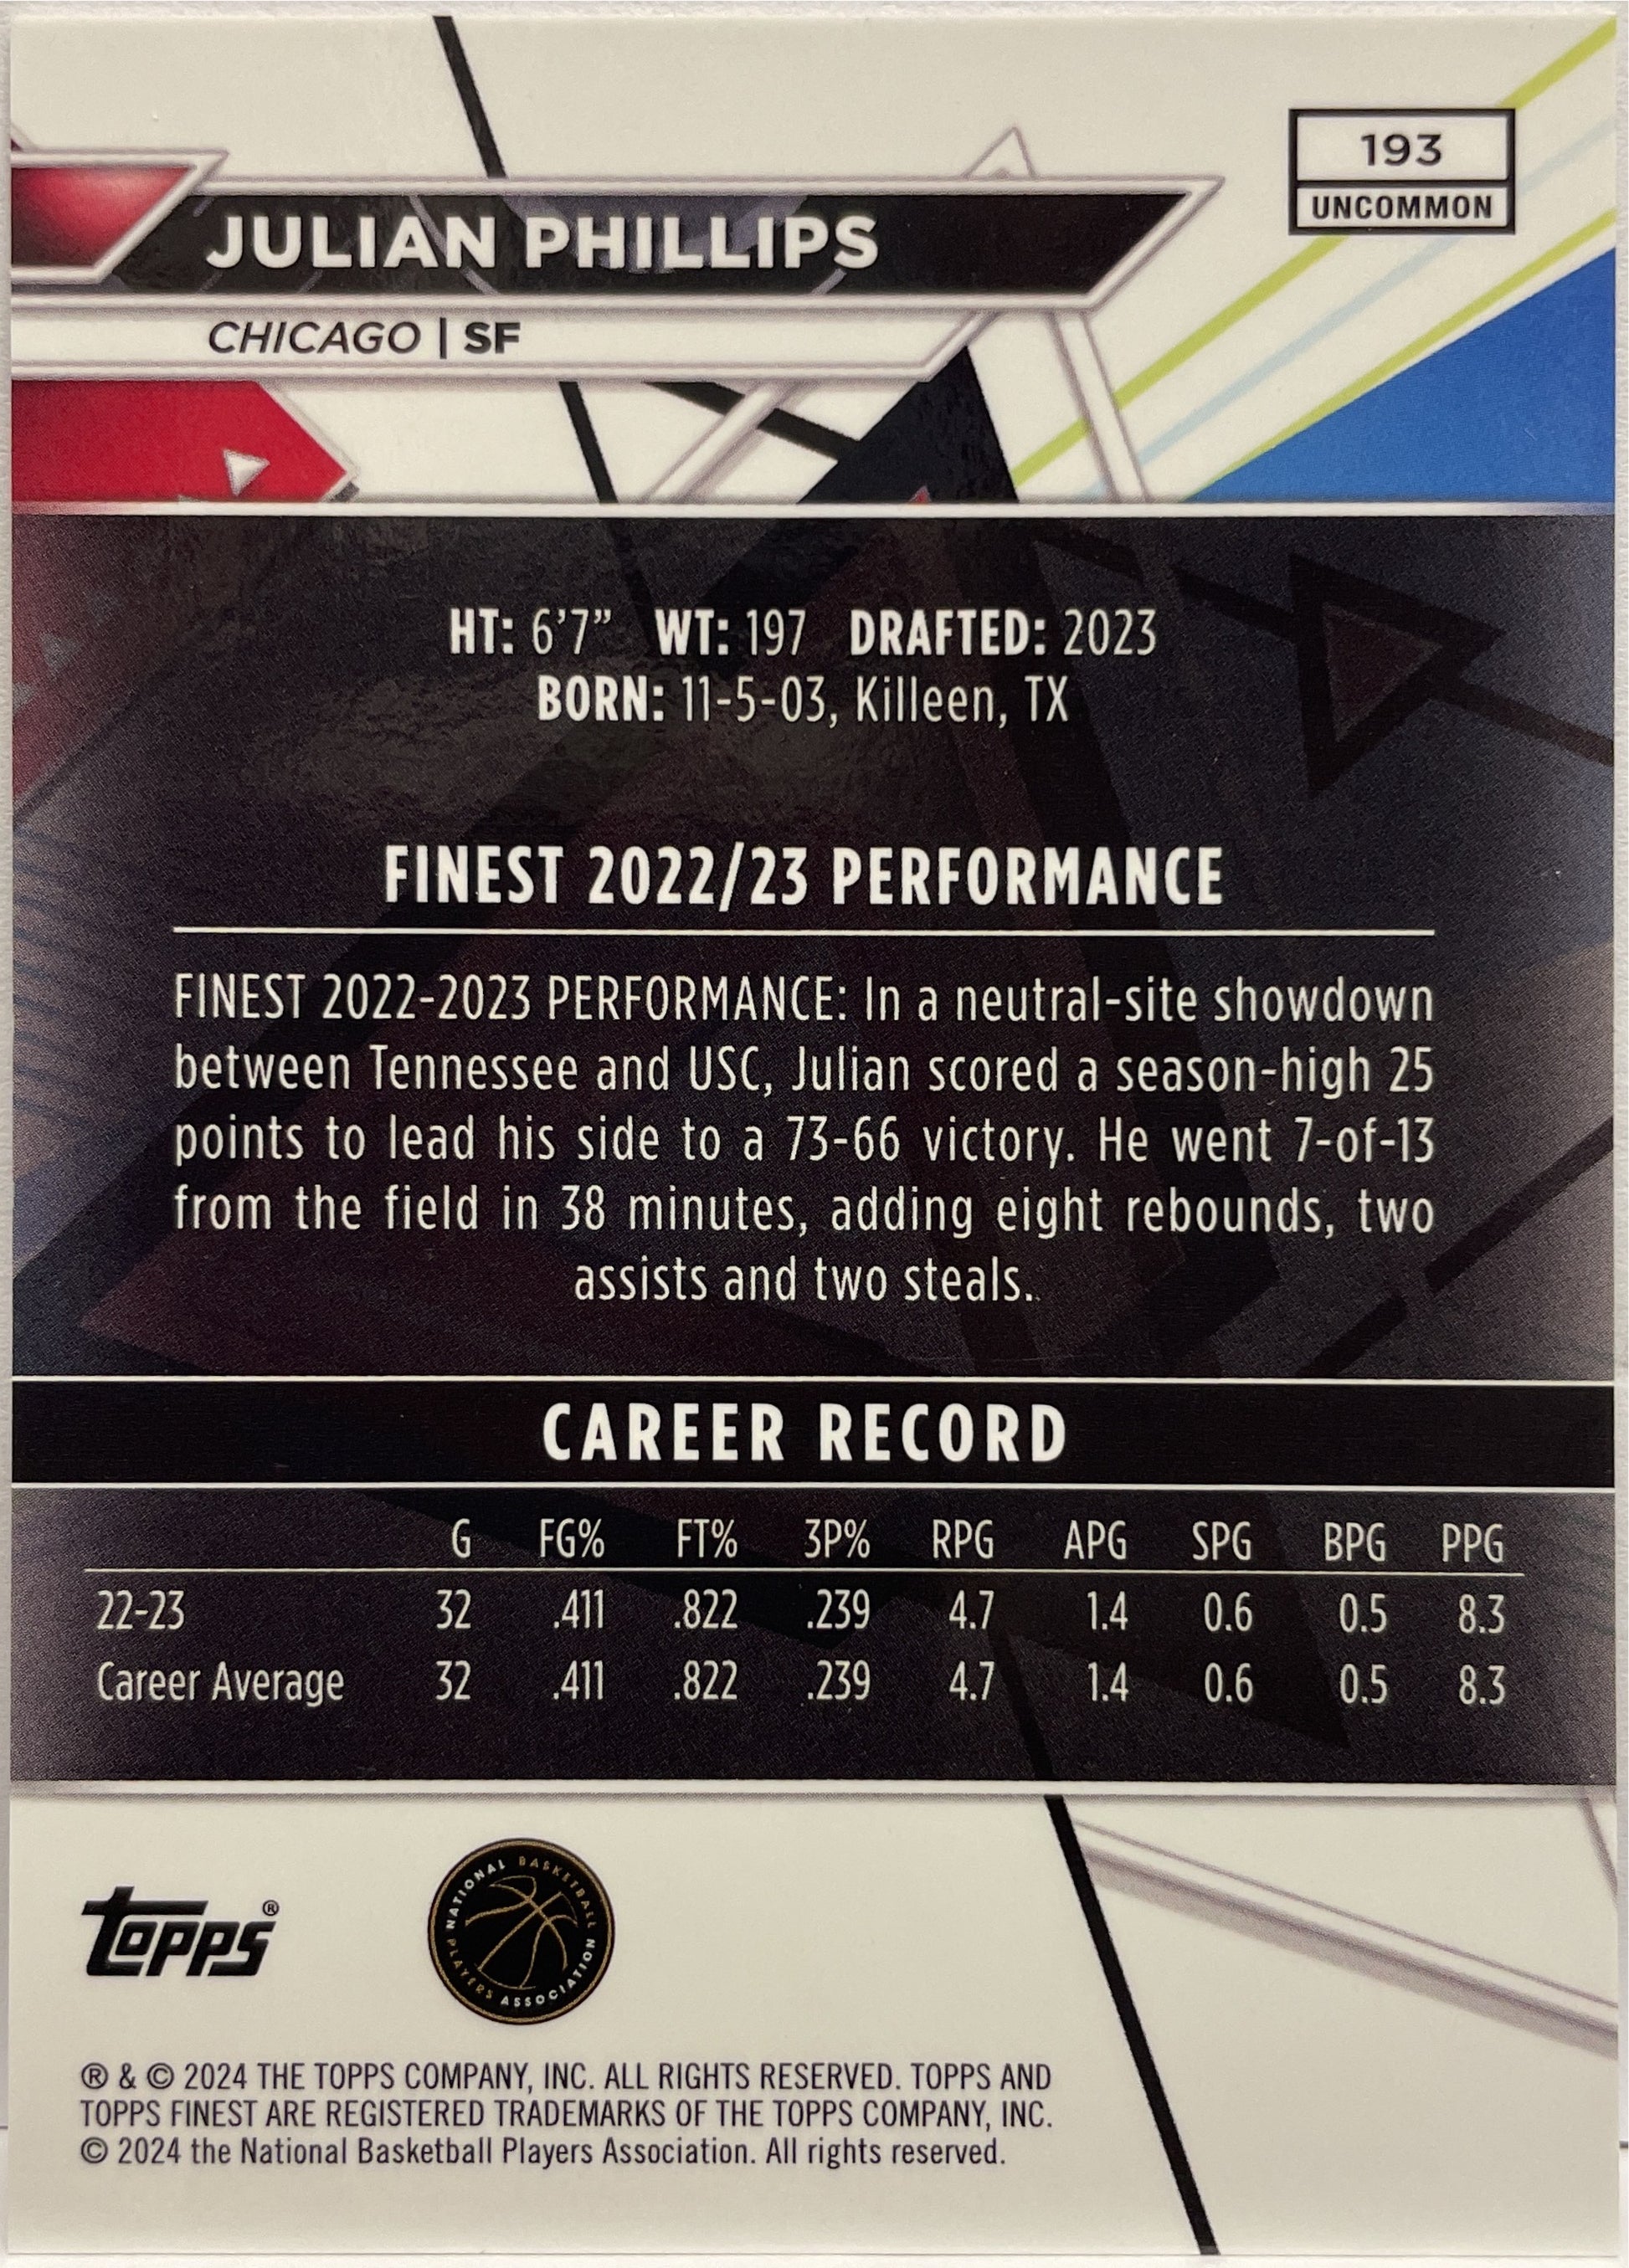 193
UNCOMMON
JULIAN PHILLIPS
CHICAGO | SF
HT: 6’7” WT: 197 DRAFTED: 2023
BORN: 11-5-03, Killeen, TX
FINEST 2022/23 PERFORMANCE
FINEST 2022-2023 PERFORMANCE: In a neutral-site showdown
between Tennessee and USC, Julian scored a season-high 25
points to lead his side to a 73-66 victory. He went 7-of-13
from the field in 38 minutes, adding eight rebounds, two
assists and two steals.
CAREER RECORD
G FG% FT% 3P% RPG APG SPG BPG PPG
22-23 32 .411 .822 .239 4.7 1.4 0.6 0.5 8.3
Career Average 32 .411 .822 .239 4.7 1.4 0.6 0.5 8.3
Topps®
NATIONAL BASKETBALL PLAYERS ASSOCIATION
® & © 2024 THE TOPPS COMPANY, INC. ALL RIGHTS RESERVED. TOPPS AND
TOPPS FINEST ARE REGISTERED TRADEMARKS OF THE TOPPS COMPANY, INC.
© 2024 the National Basketball Players Association. All rights reserved.